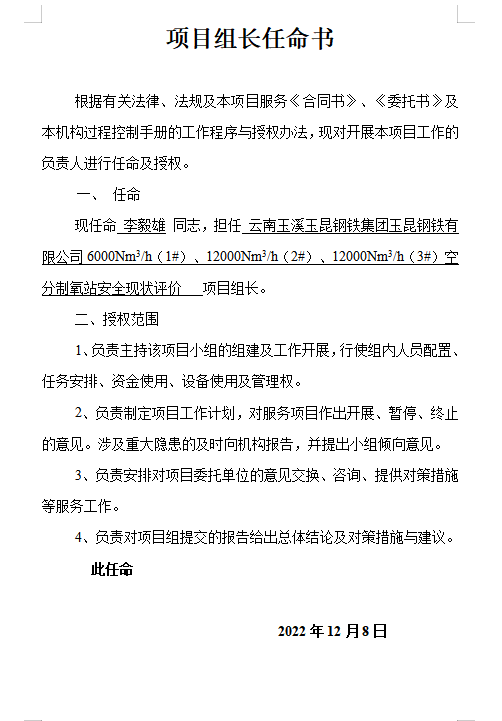 项目组长任命书
根据有关法律、法规及本项目服务《合同书》、《委托书》及
本机构过程控制手册的工作程序与授权办法，现对开展本项目工作的
负责人进行任命及授权。
一、 任命
现任命 李毅雄 同志，担任 云南玉溪玉昆钢铁集团玉昆钢铁有
限公司 6000Nm³/h（1#）、12000Nm³/h（2#）、12000Nm³/h（3#）空
分制氧站安全现状评价 项目组长。
二、授权范围
1、负责主持该项目小组的组建及工作开展，行使组内人员配置、
任务安排、资金使用、设备使用及管理权。
2、负责制定项目工作计划，对服务项目作出开展、暂停、终止
的意见。涉及重大隐患的及时向机构报告，并提出小组倾向意见。
3、负责安排对项目委托单位的意见交换、咨询、提供对策措施
等服务工作。
4、负责对项目组提交的报告给出总体结论及对策措施与建议。
此任命
2022 年 12 月 8 日